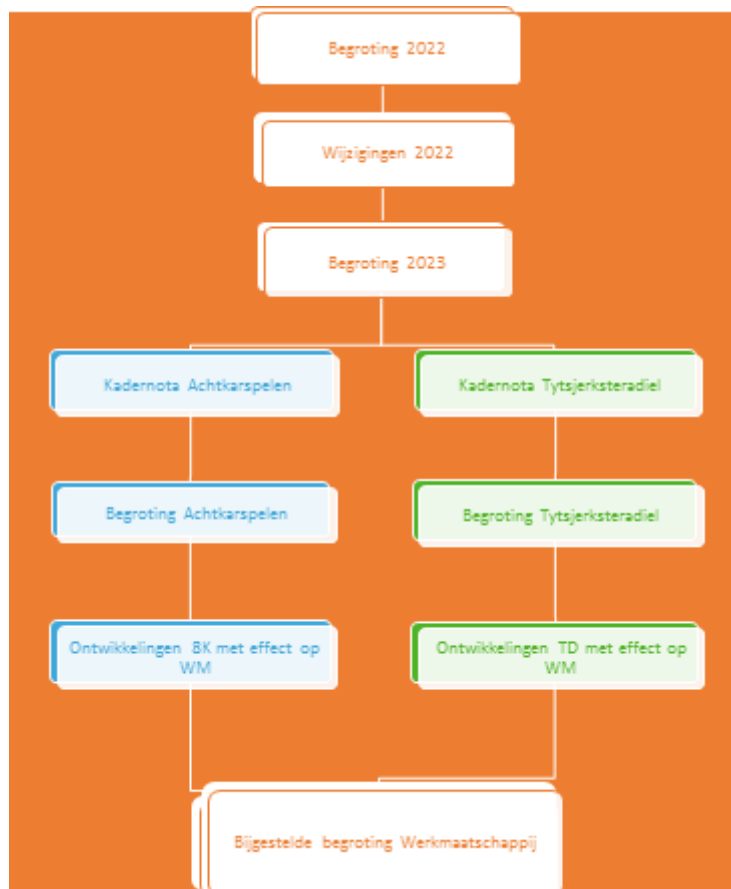 Begroting 2022
Wijzigingen 2022
Begroting 2023
Kadernota Achtkarspelen
Kadernota Tytsjerksteradiel
Begroting Achtkarspelen
Begroting Tytsjerksteradiel
Ontwikkelingen 8K met effect op
WM
Ontwikkelingen TD met effect op
WM
Bijgestelde begroting Werkmaatschappij